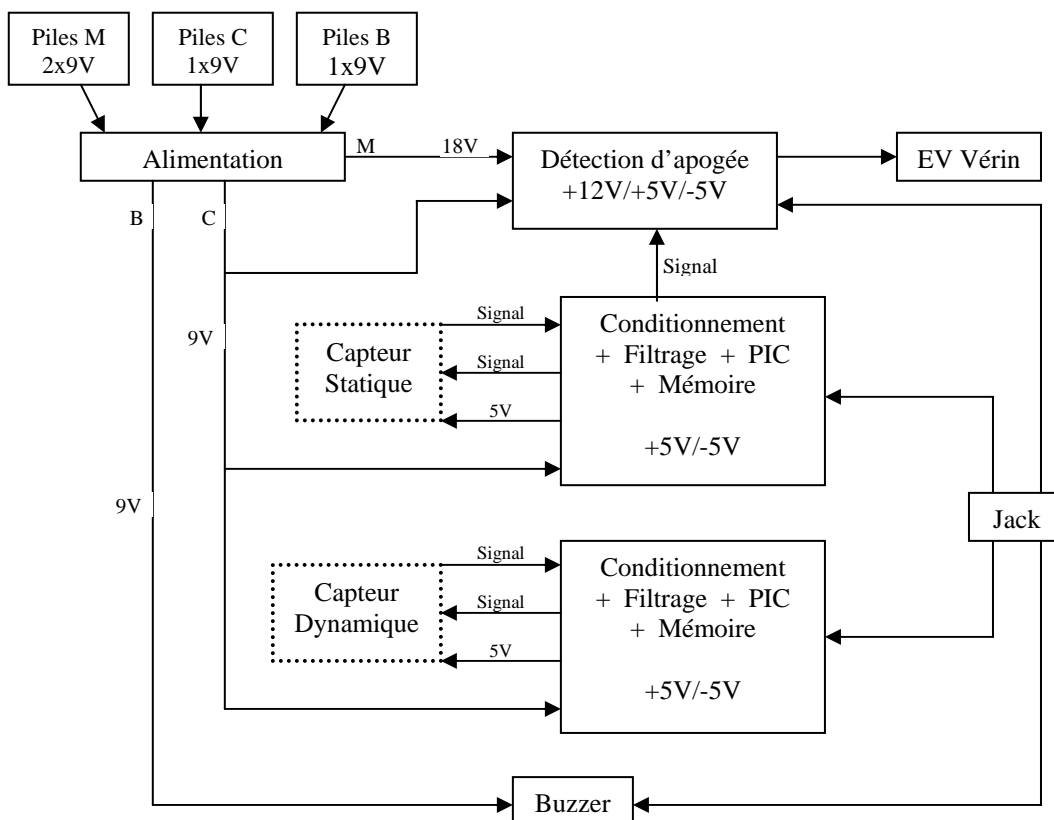 Piles M
2x9V
Piles C
1x9V
Piles B
1x9V
Alimentation
M
18V
Détection d'apogée
+12V/+5V/-5V
EV Vérin
B
C
Signal
9V
Signal
Capteur
Statique
Signal
5V
Conditionnement
+ Filtrage + PIC
+ Mémoire
+5V/-5V
9V
Jack
Signal
Capteur
Dynamique
Signal
5V
Conditionnement
+ Filtrage + PIC
+ Mémoire
+5V/-5V
Buzzer